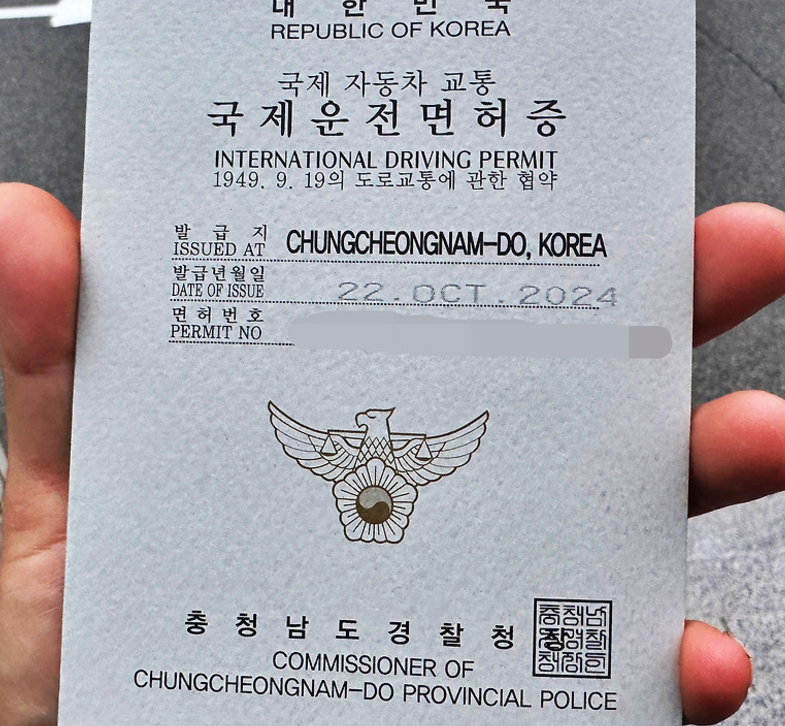 대 한 민 국
REPUBLIC OF KOREA
국제 자동차 교통
국제운전면허증
INTERNATIONAL DRIVING PERMIT
1949. 9. 19의 도로교통에 관한 협약
발 급 지
ISSUED AT CHUNGCHEONGNAM-DO, KOREA
발급년월일
DATE OF ISSUE 22.OCT.2024
면허번호
PERMIT NO
충 청 남 도 경 찰 청 장
COMMISSIONER OF
CHUNGCHEONGNAM-DO PROVINCIAL POLICE